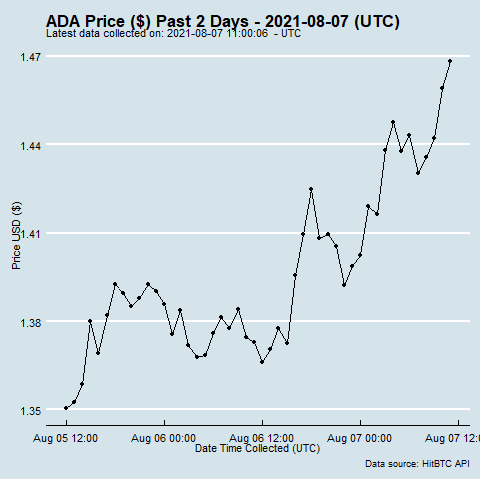 ADA Price ($) Past 2 Days - 2021-08-07 (UTC)
Latest data collected on: 2021-08-07 11:00:06  - UTC
1.47
1.44
1.41
1.38
1.35
Price USD ($)
Aug 05 12:00 Aug 06 00:00 Aug 06 12:00 Aug 07 00:00 Aug 07 12:
Date Time Collected (UTC)
Data source: HitBTC API